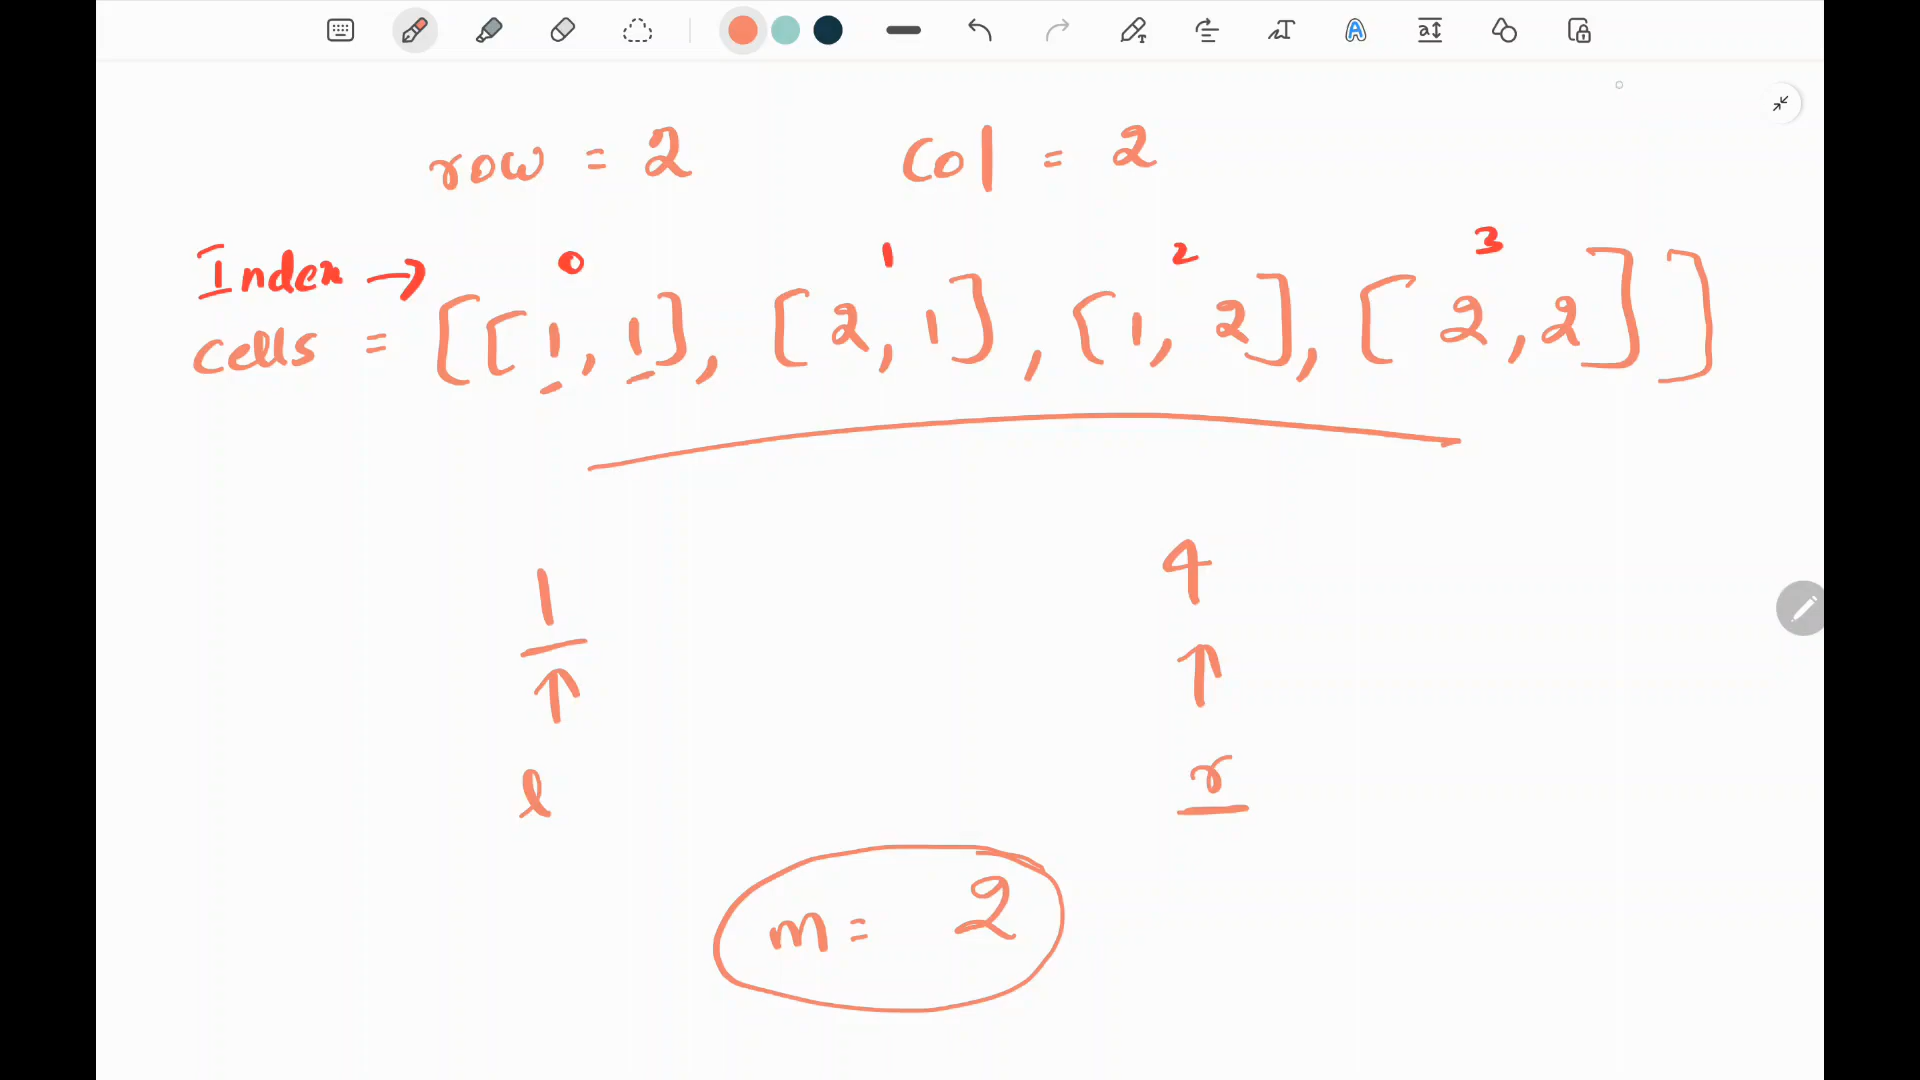 row = 2 col = 2
Index → 0 1 2 3
cells = [[1,1], [2,1], [1,2], [2,2]]
1 4
↑ ↑
l r
m = 2